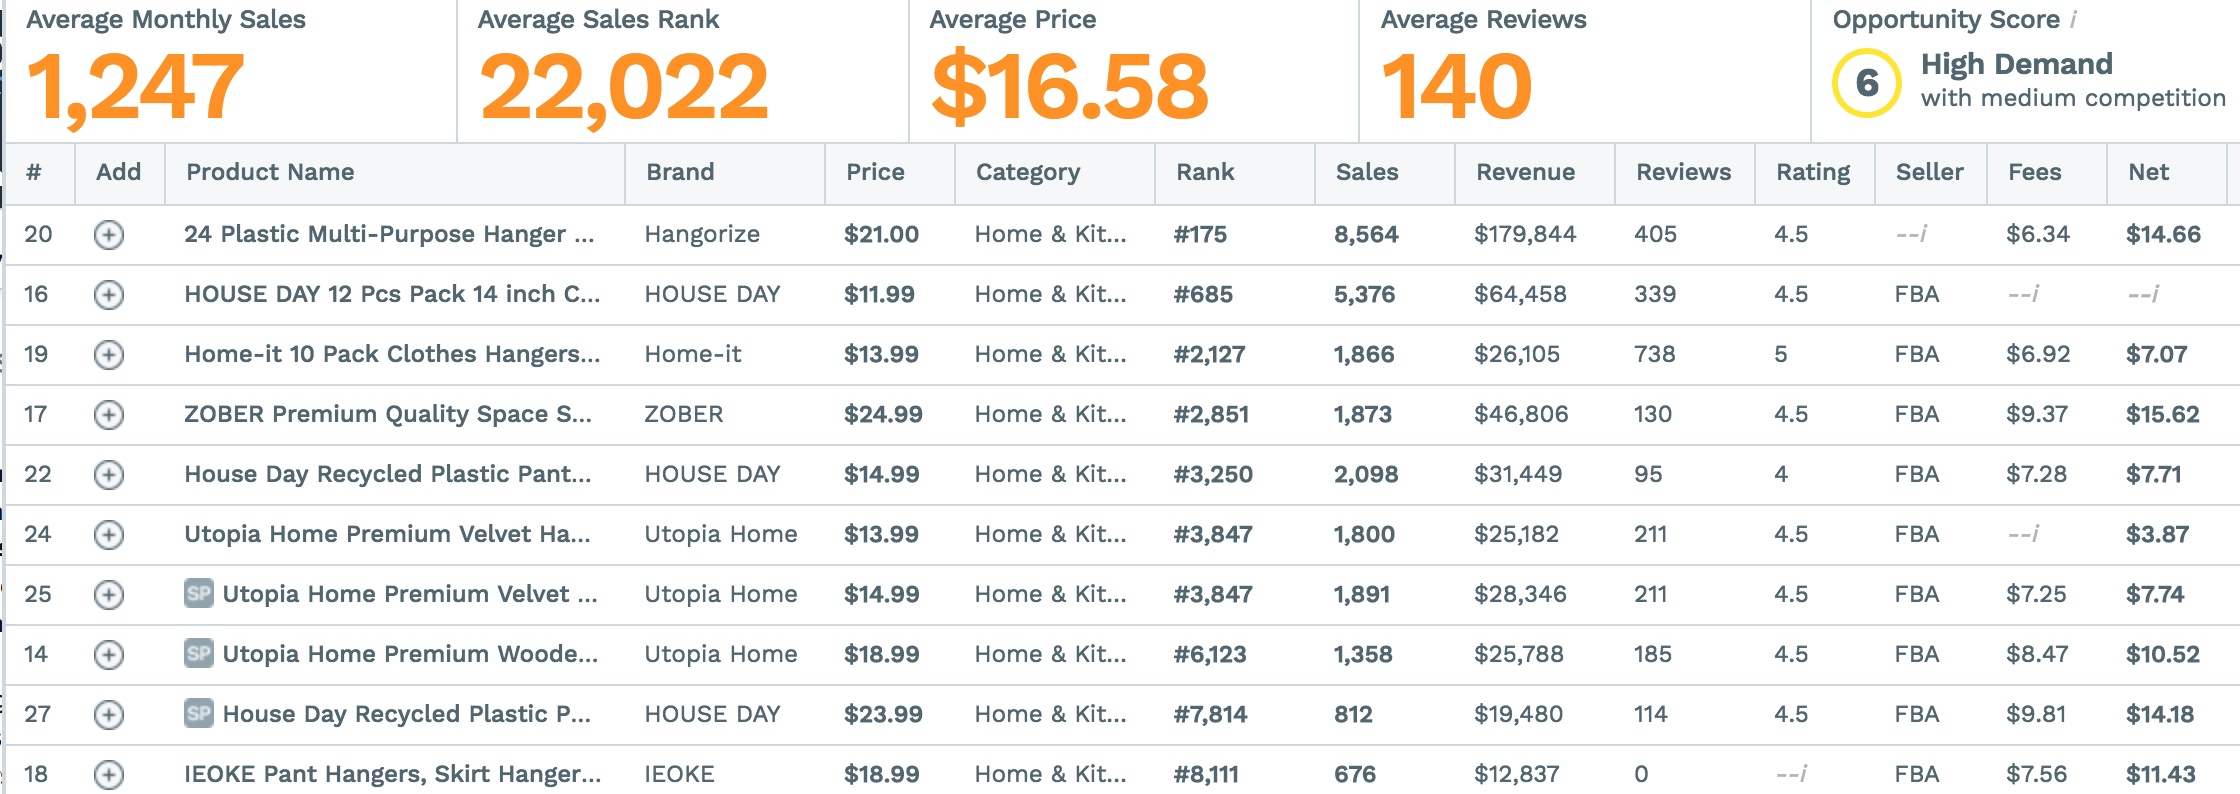 Average Monthly Sales Average Sales Rank Average Price Average Reviews Opportunity Score i
1,247 22,022 $16.58 140 6 High Demand
with medium competition
# Add Product Name Brand Price Category Rank Sales Revenue Reviews Rating Seller Fees Net
20 24 Plastic Multi-Purpose Hanger ... Hangorize $21.00 Home & Kit... #175 8,564 $179,844 405 4.5 --i $6.34 $14.66
16 HOUSE DAY 12 Pcs Pack 14 inch C... HOUSE DAY $11.99 Home & Kit... #685 5,376 $64,458 339 4.5 FBA --i --i
19 Home-it 10 Pack Clothes Hangers... Home-it $13.99 Home & Kit... #2,127 1,866 $26,105 738 5 FBA $6.92 $7.07
17 ZOBER Premium Quality Space S... ZOBER $24.99 Home & Kit... #2,851 1,873 $46,806 130 4.5 FBA $9.37 $15.62
22 House Day Recycled Plastic Pant... HOUSE DAY $14.99 Home & Kit... #3,250 2,098 $31,449 95 4 FBA $7.28 $7.71
24 Utopia Home Premium Velvet Ha... Utopia Home $13.99 Home & Kit... #3,847 1,800 $25,182 211 4.5 FBA --i $3.87
25 SP Utopia Home Premium Velvet ... Utopia Home $14.99 Home & Kit... #3,847 1,891 $28,346 211 4.5 FBA $7.25 $7.74
14 SP Utopia Home Premium Woode... Utopia Home $18.99 Home & Kit... #6,123 1,358 $25,788 185 4.5 FBA $8.47 $10.52
27 SP House Day Recycled Plastic P... HOUSE DAY $23.99 Home & Kit... #7,814 812 $19,480 114 4.5 FBA $9.81 $14.18
18 IEOKE Pant Hangers, Skirt Hanger... IEOKE $18.99 Home & Kit... #8,111 676 $12,837 0 --i FBA $7.56 $11.43